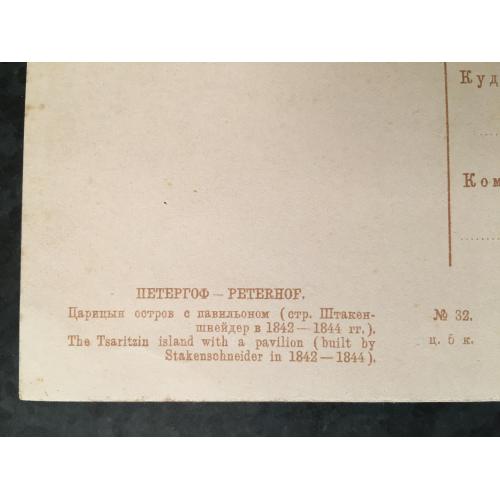 Куд
Ком
ПЕТЕРГОФ — PETERHOF.
Царицын остров с павильоном (стр. Штакен-
шнейдер в 1842—1844 гг.).
The Tsaritzin island with a pavilion (built by
Stakenschneider in 1842—1844).
№ 32.
ц. 5 к.